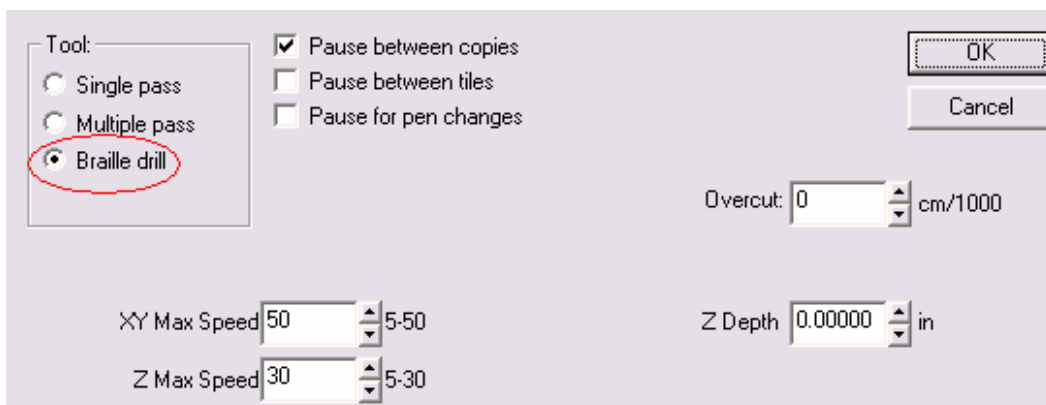 Tool:
Single pass
Multiple pass
Braille drill
Pause between copies
Pause between tiles
Pause for pen changes
OK
Cancel
Overcut: 0 cm/1000
XY Max Speed 50 5-50
Z Depth 0.00000 in
Z Max Speed 30 5-30